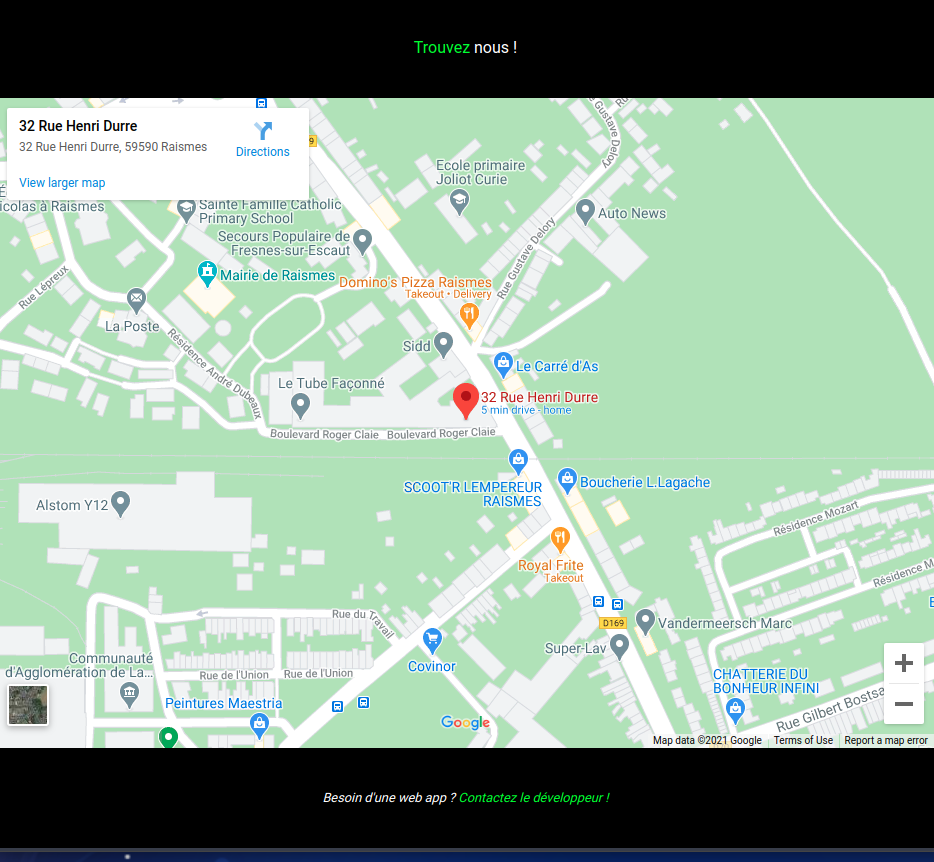 Trouvez nous !
32 Rue Henri Durre
32 Rue Henri Durre, 59590 Raismes
Directions
View larger map
9
icolas à Raismes
Sainte Famille Catholic
Primary School
Ecole primaire
Joliot Curie
Rue Gustave Delory
Auto News
Secours Populaire de
Fresnes-sur-Escaut
Rue Lépreux
Mairie de Raismes
Domino's Pizza Raismes
Takeout • Delivery
Rue Gustave Delory
La Poste
Résidence André Dubeaux
Sidd
Le Carré d'As
Le Tube Façonné
32 Rue Henri Durre
5 min drive - home
Boulevard Roger Claie
Boulevard Roger Claie
SCOOT'R LEMPEREUR
RAISMES
Boucherie L.Lagache
Alstom Y12
Résidence Mozart
Royal Frite
Takeout
Résidence M
Rue du Travail
D169
Vandermeersch Marc
Super-Lav
Communauté
d'Agglomération de La...
Covinor
Rue de l'Union
Rue de l'Union
CHATTERIE DU
BONHEUR INFINI
Peintures Maestria
Rue Gilbert Bostsa
Google
Map data ©2021 Google
Terms of Use
Report a map error
Besoin d'une web app ? Contactez le développeur !